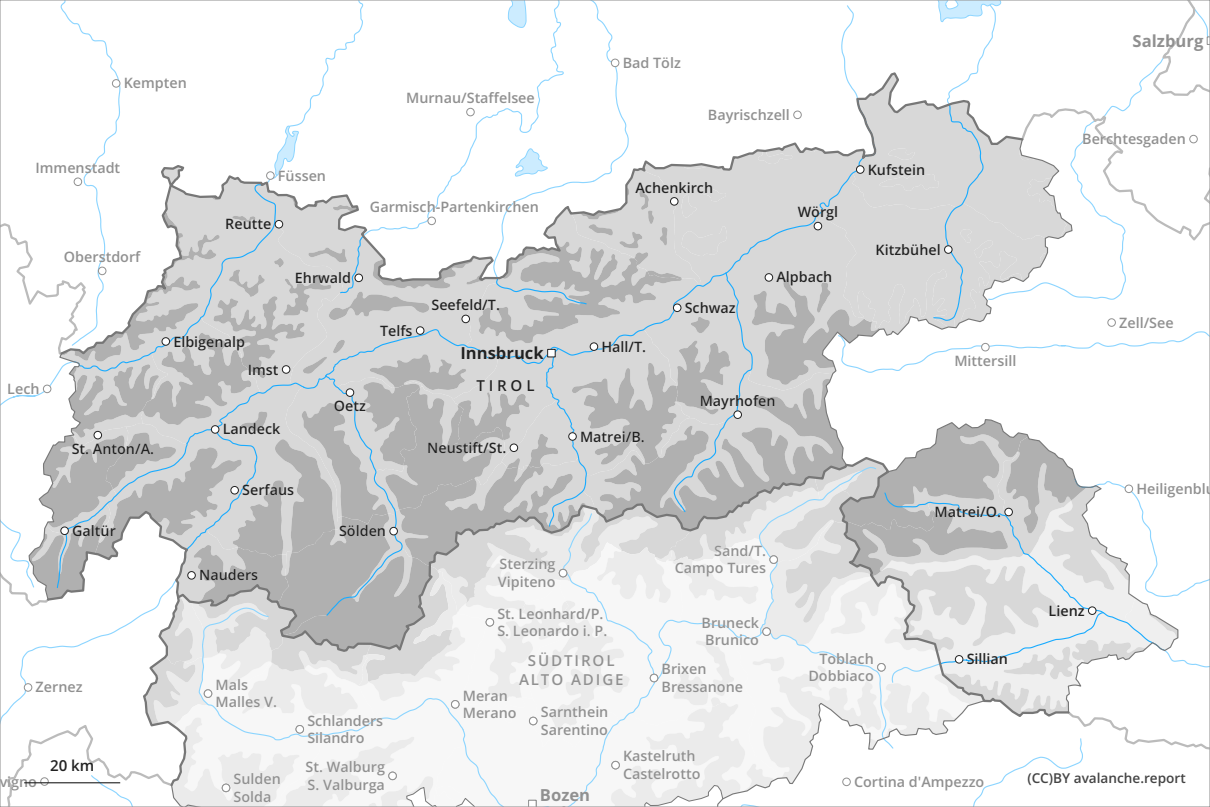 Salzburg
Kempten
Bad Tölz
Murnau/Staffelsee
Bayrischzell
Berchtesgaden
Immenstadt
Füssen
Kufstein
Achenkirch
Garmisch-Partenkirchen
Wörgl
Reutte
Kitzbühel
Oberstdorf
Ehrwald
Alpbach
Seefeld/T.
Schwaz
Zell/See
Telfs
Elbigenalp
Innsbruck
Hall/T.
Mittersill
Imst
TIROL
Lech
Oetz
Mayrhofen
Landeck
Matrei/B.
St. Anton/A.
Neustift/St.
Serfaus
Heiligenblu
Matrei/O.
Galtür
Sölden
Sand/T.
Campo Tures
Sterzing
Vipiteno
Nauders
Lienz
St. Leonhard/P.
S. Leonardo i. P.
Bruneck
Brunico
SÜDTIROL
ALTO ADIGE
Sillian
Toblach
Dobbiaco
Brixen
Bressanone
Zernez
Mals
Malles V.
Meran
Merano
Sarnthein
Sarentino
Schlanders
Silandro
Kastelruth
Castelrotto
St. Walburg
S. Valburga
20 km
vigno
Sulden
Solda
Cortina d'Ampezzo
(CC)BY avalanche.report
Bozen